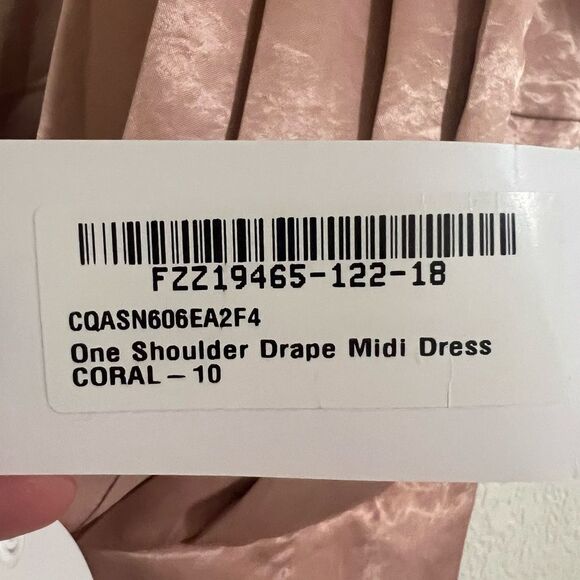 FZZ19465-122-18
CQASN606EA2F4
One Shoulder Drape Midi Dress
CORAL – 10